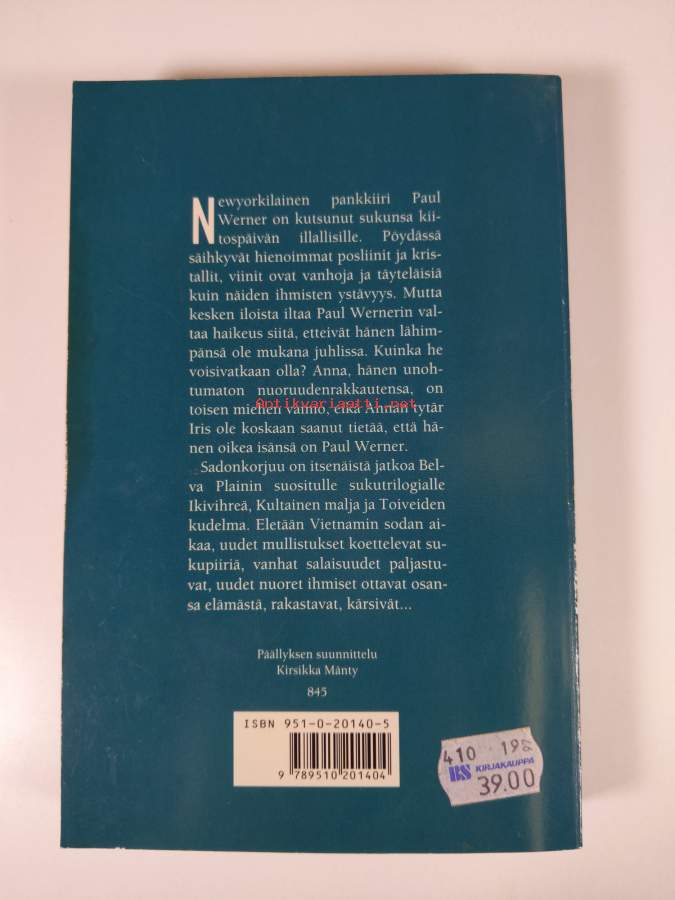 Newyorkilainen pankkiiri Paul
Werner on kutsunut sukunsa kii-
tospäivän illallisille. Pöydässä
säihkyvät hienoimmat posliinit ja kris-
tallit, viinit ovat vanhoja ja täyteläisiä
kuin näiden ihmisten ystävyys. Mutta
kesken iloista iltaa Paul Wernerin val-
taa haikeus siitä, etteivät hänen lähim-
pänsä ole mukana juhlissa. Kuinka he
voisivatkaan olla? Anna, hänen unoh-
tumaton nuoruudenrakkautensa, on
Antikvariaatti.net
toisen miehen vaimo, eikä Annan tytär
Iris ole koskaan saanut tietää, että hä-
nen oikea isänsä on Paul Werner.
Sadonkorjuu on itsenäistä jatkoa Bel-
va Plainin suositulle sukutrilogialle
Ikivihreä, Kultainen malja ja Toiveiden
kudelma. Eletään Vietnamin sodan ai-
kaa, uudet mullistukset koettelevat su-
kupiiriä, vanhat salaisuudet paljastu-
vat, uudet nuoret ihmiset ottavat osan-
sa elämästä, rakastavat, kärsivät...
Päällyksen suunnittelu
Kirsikka Mänty
845
ISBN 951-0-20140-5
9 789510 201404
410 19
BS KIRJAKAUPPA
39.00